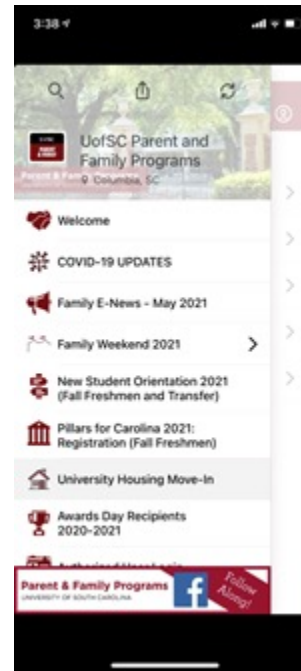 3:38
UofSC Parent and
Family Programs
Columbia, SC
Welcome
COVID-19 UPDATES
Family E-News - May 2021
Family Weekend 2021
New Student Orientation 2021
(Fall Freshmen and Transfer)
Pillars for Carolina 2021:
Registration (Fall Freshmen)
University Housing Move-In
Awards Day Recipients
2020-2021
Parent & Family Programs
UNIVERSITY OF SOUTH CAROLINA
Follow
Along!